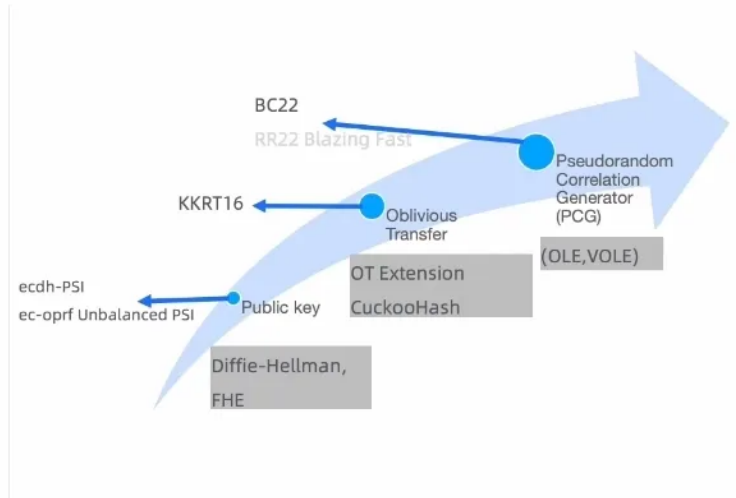 BC22
RR22 Blazing Fast
Pseudorandom
Correlation
Generator
(PCG)
(OLE,VOLE)
KKRT16
Oblivious
Transfer
OT Extension
CuckooHash
ecdh-PSI
ec-oprf Unbalanced PSI
Public key
Diffie-Hellman,
FHE